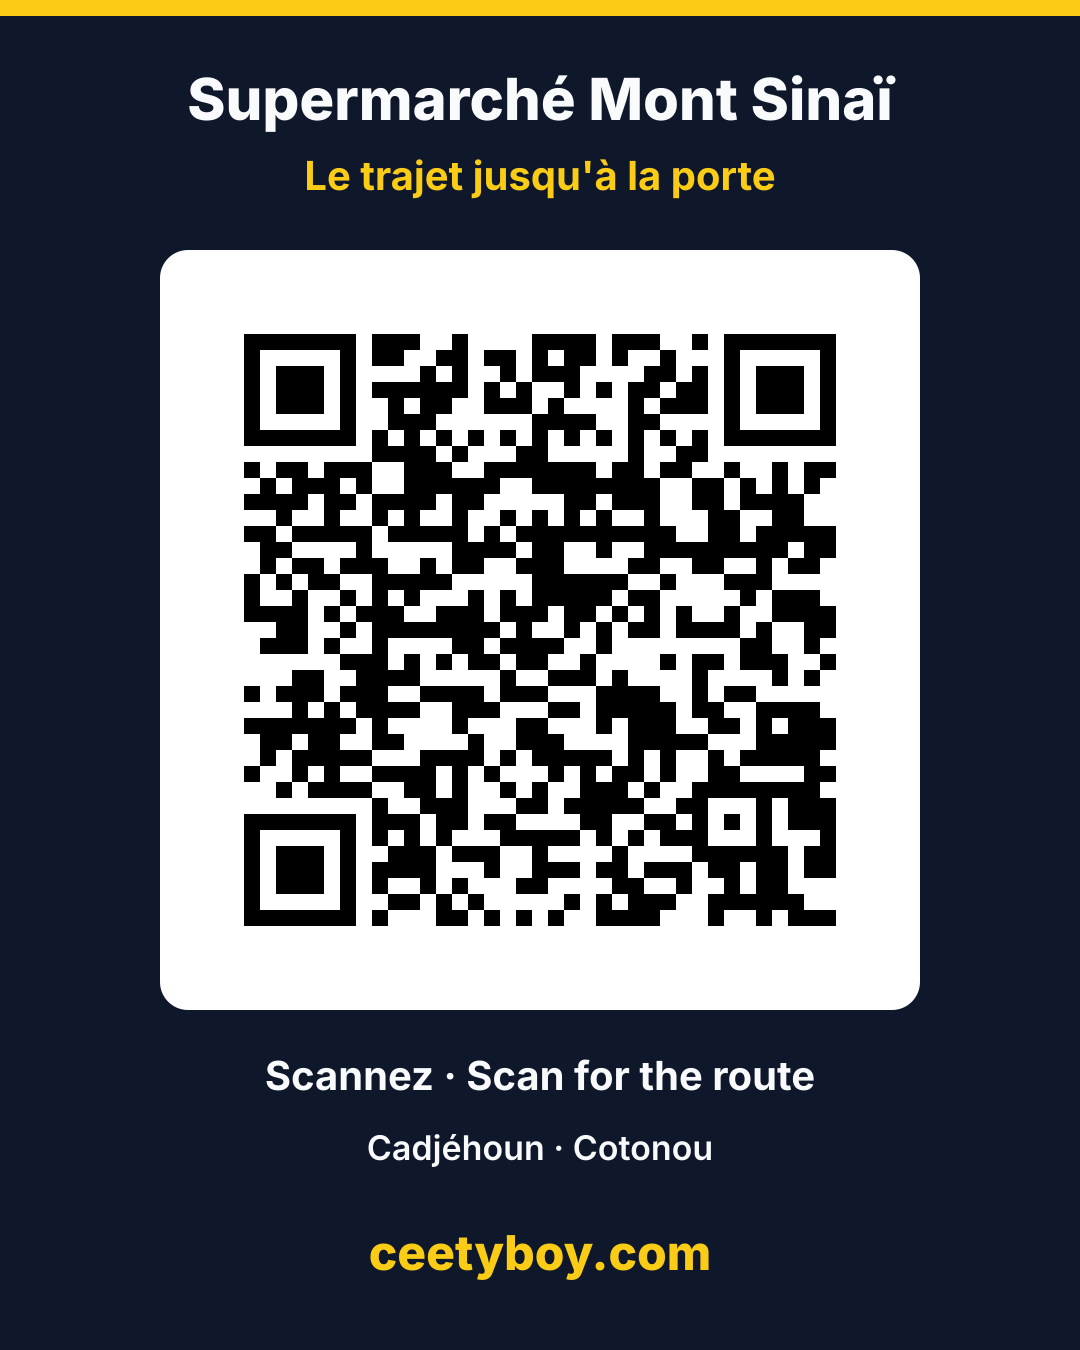 Supermarché Mont Sinaï
Le trajet jusqu'à la porte
Scannez · Scan for the route
Cadjéhoun · Cotonou
ceetyboy.com